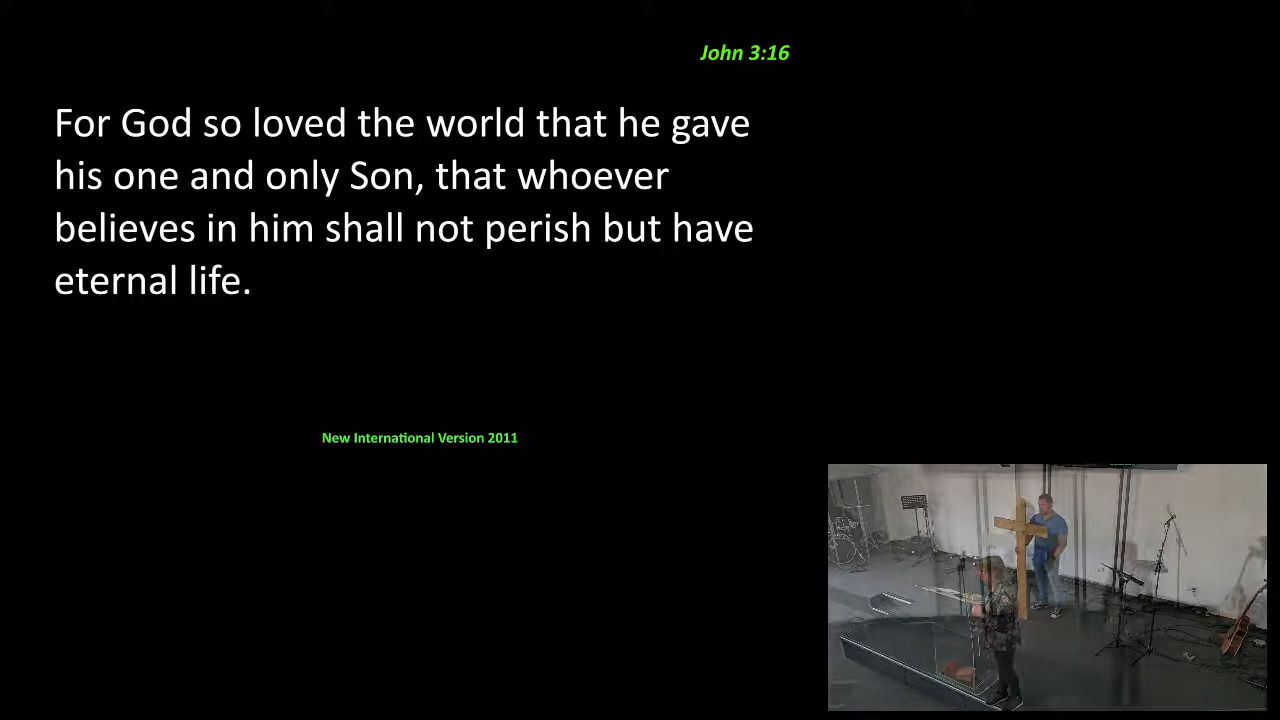 John 3:16
For God so loved the world that he gave
his one and only Son, that whoever
believes in him shall not perish but have
eternal life.
New International Version 2011